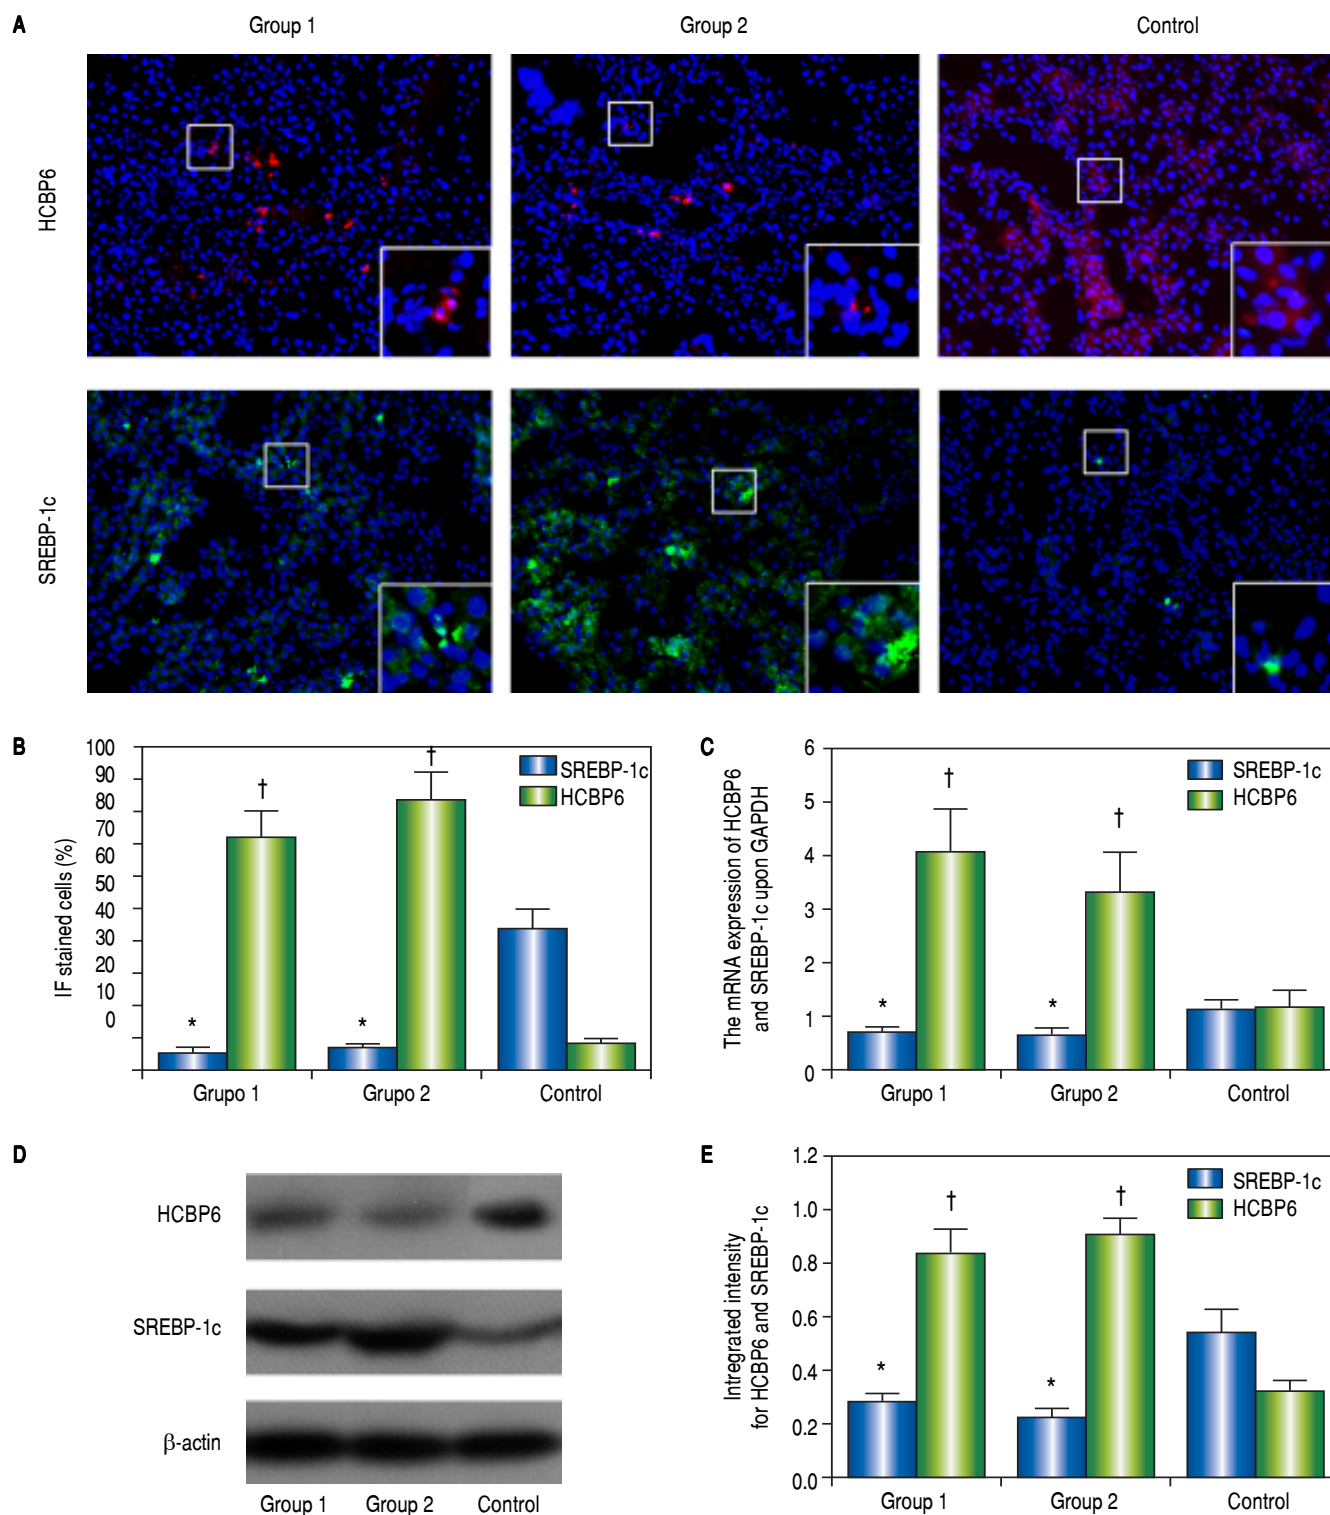 A
Group 1
Group 2
Control
HCBP6
SREBP-1c
B
100
90
80
70
60
50
40
30
20
10
0
IF stained cells (%)
†
†
*
*
SREBP-1c
HCBP6
Grupo 1
Grupo 2
Control
C
6
5
4
3
2
1
0
The mRNA expression of HCBP6
and SREBP-1c upon GAPDH
†
†
*
*
SREBP-1c
HCBP6
Grupo 1
Grupo 2
Control
D
HCBP6
SREBP-1c
β-actin
Group 1
Group 2
Control
E
1.2
1.0
0.8
0.6
0.4
0.2
0.0
Intregrated intensity
for HCBP6 and SREBP-1c
†
†
*
*
SREBP-1c
HCBP6
Group 1
Group 2
Control